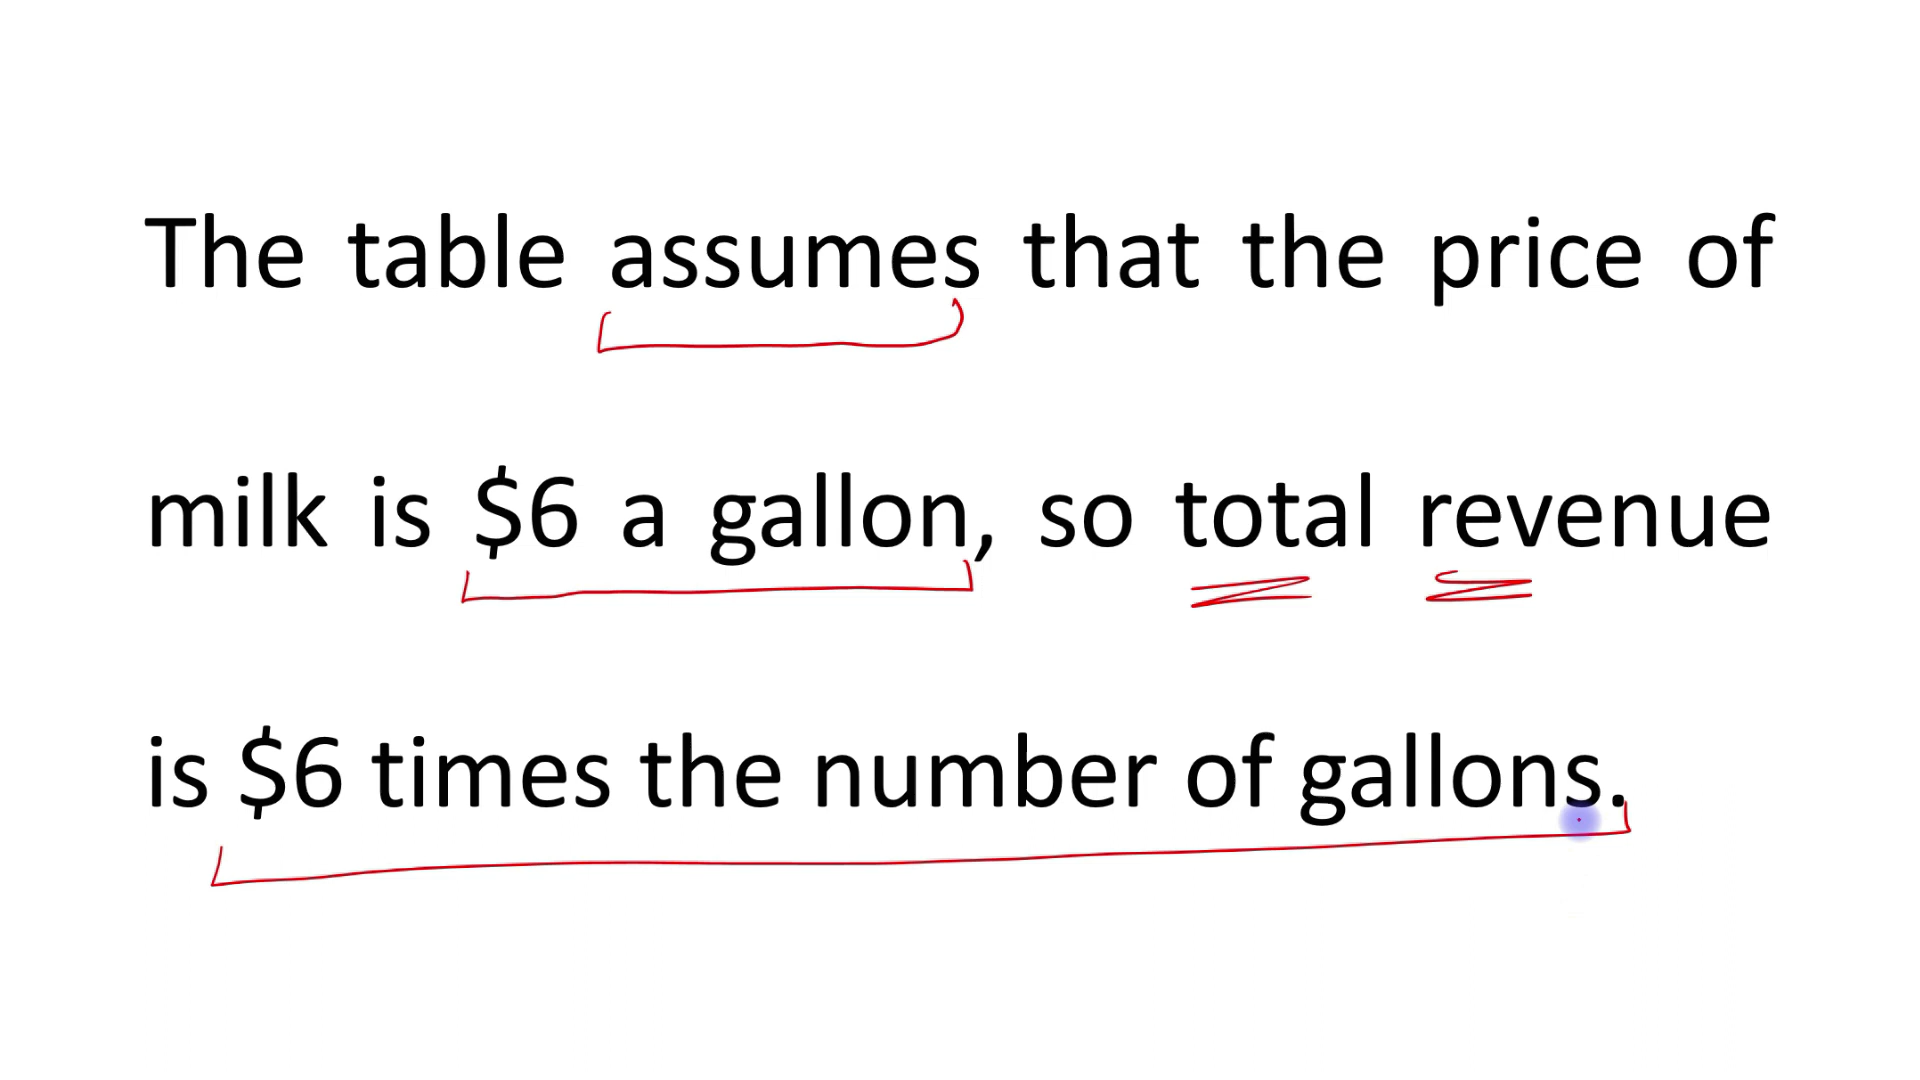 The table assumes that the price of
milk is $6 a gallon, so total revenue
is $6 times the number of gallons.